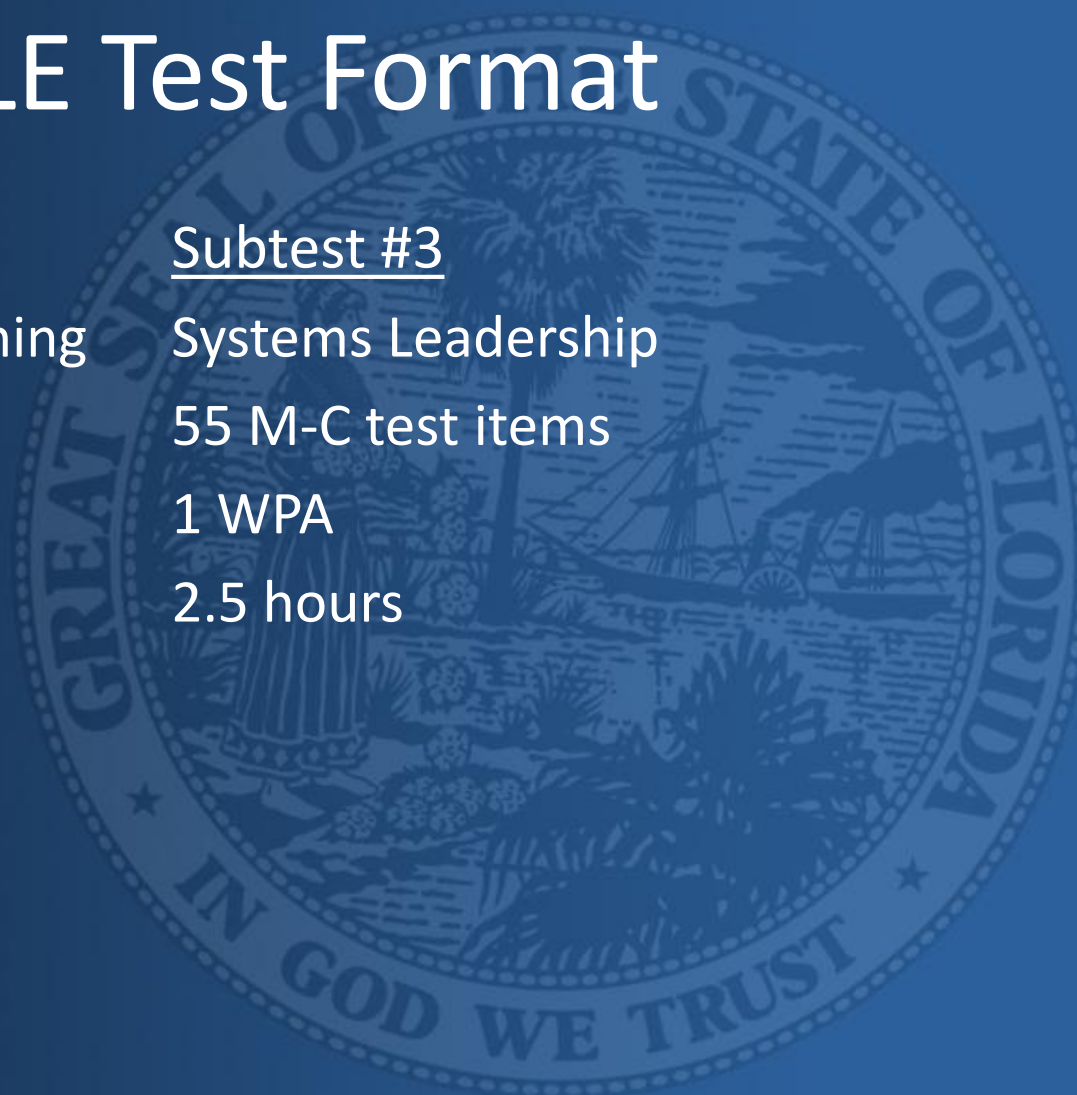 LE Test Format
Subtest #3
ning Systems Leadership
55 M-C test items
1 WPA
2.5 hours
GREAT SEAL OF THE STATE OF FLORIDA
IN GOD WE TRUST